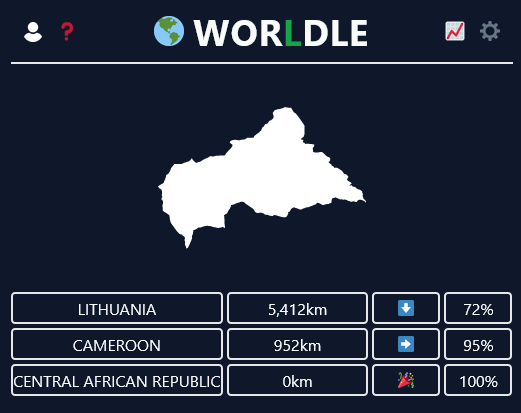 ? WORLDLE
LITHUANIA 5,412km ⬇️ 72%
CAMEROON 952km ➡️ 95%
CENTRAL AFRICAN REPUBLIC 0km 🎉 100%